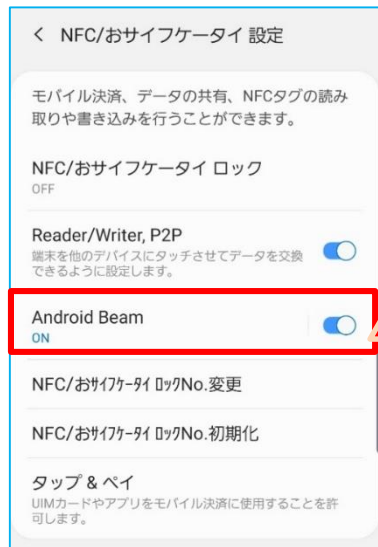 < NFC/おサイフケータイ 設定
モバイル決済、データの共有、NFCタグの読み
取りや書き込みを行うことができます。
NFC/おサイフケータイ ロック
OFF
Reader/Writer, P2P
端末を他のデバイスにタッチさせてデータを交換
できるように設定します。
Android Beam
ON
NFC/おｻｲﾌｹｰﾀｲ ﾛｯｸNo.変更
NFC/おｻｲﾌｹｰﾀｲ ﾛｯｸNo.初期化
タップ & ペイ
UIMカードやアプリをモバイル決済に使用することを許
可します。